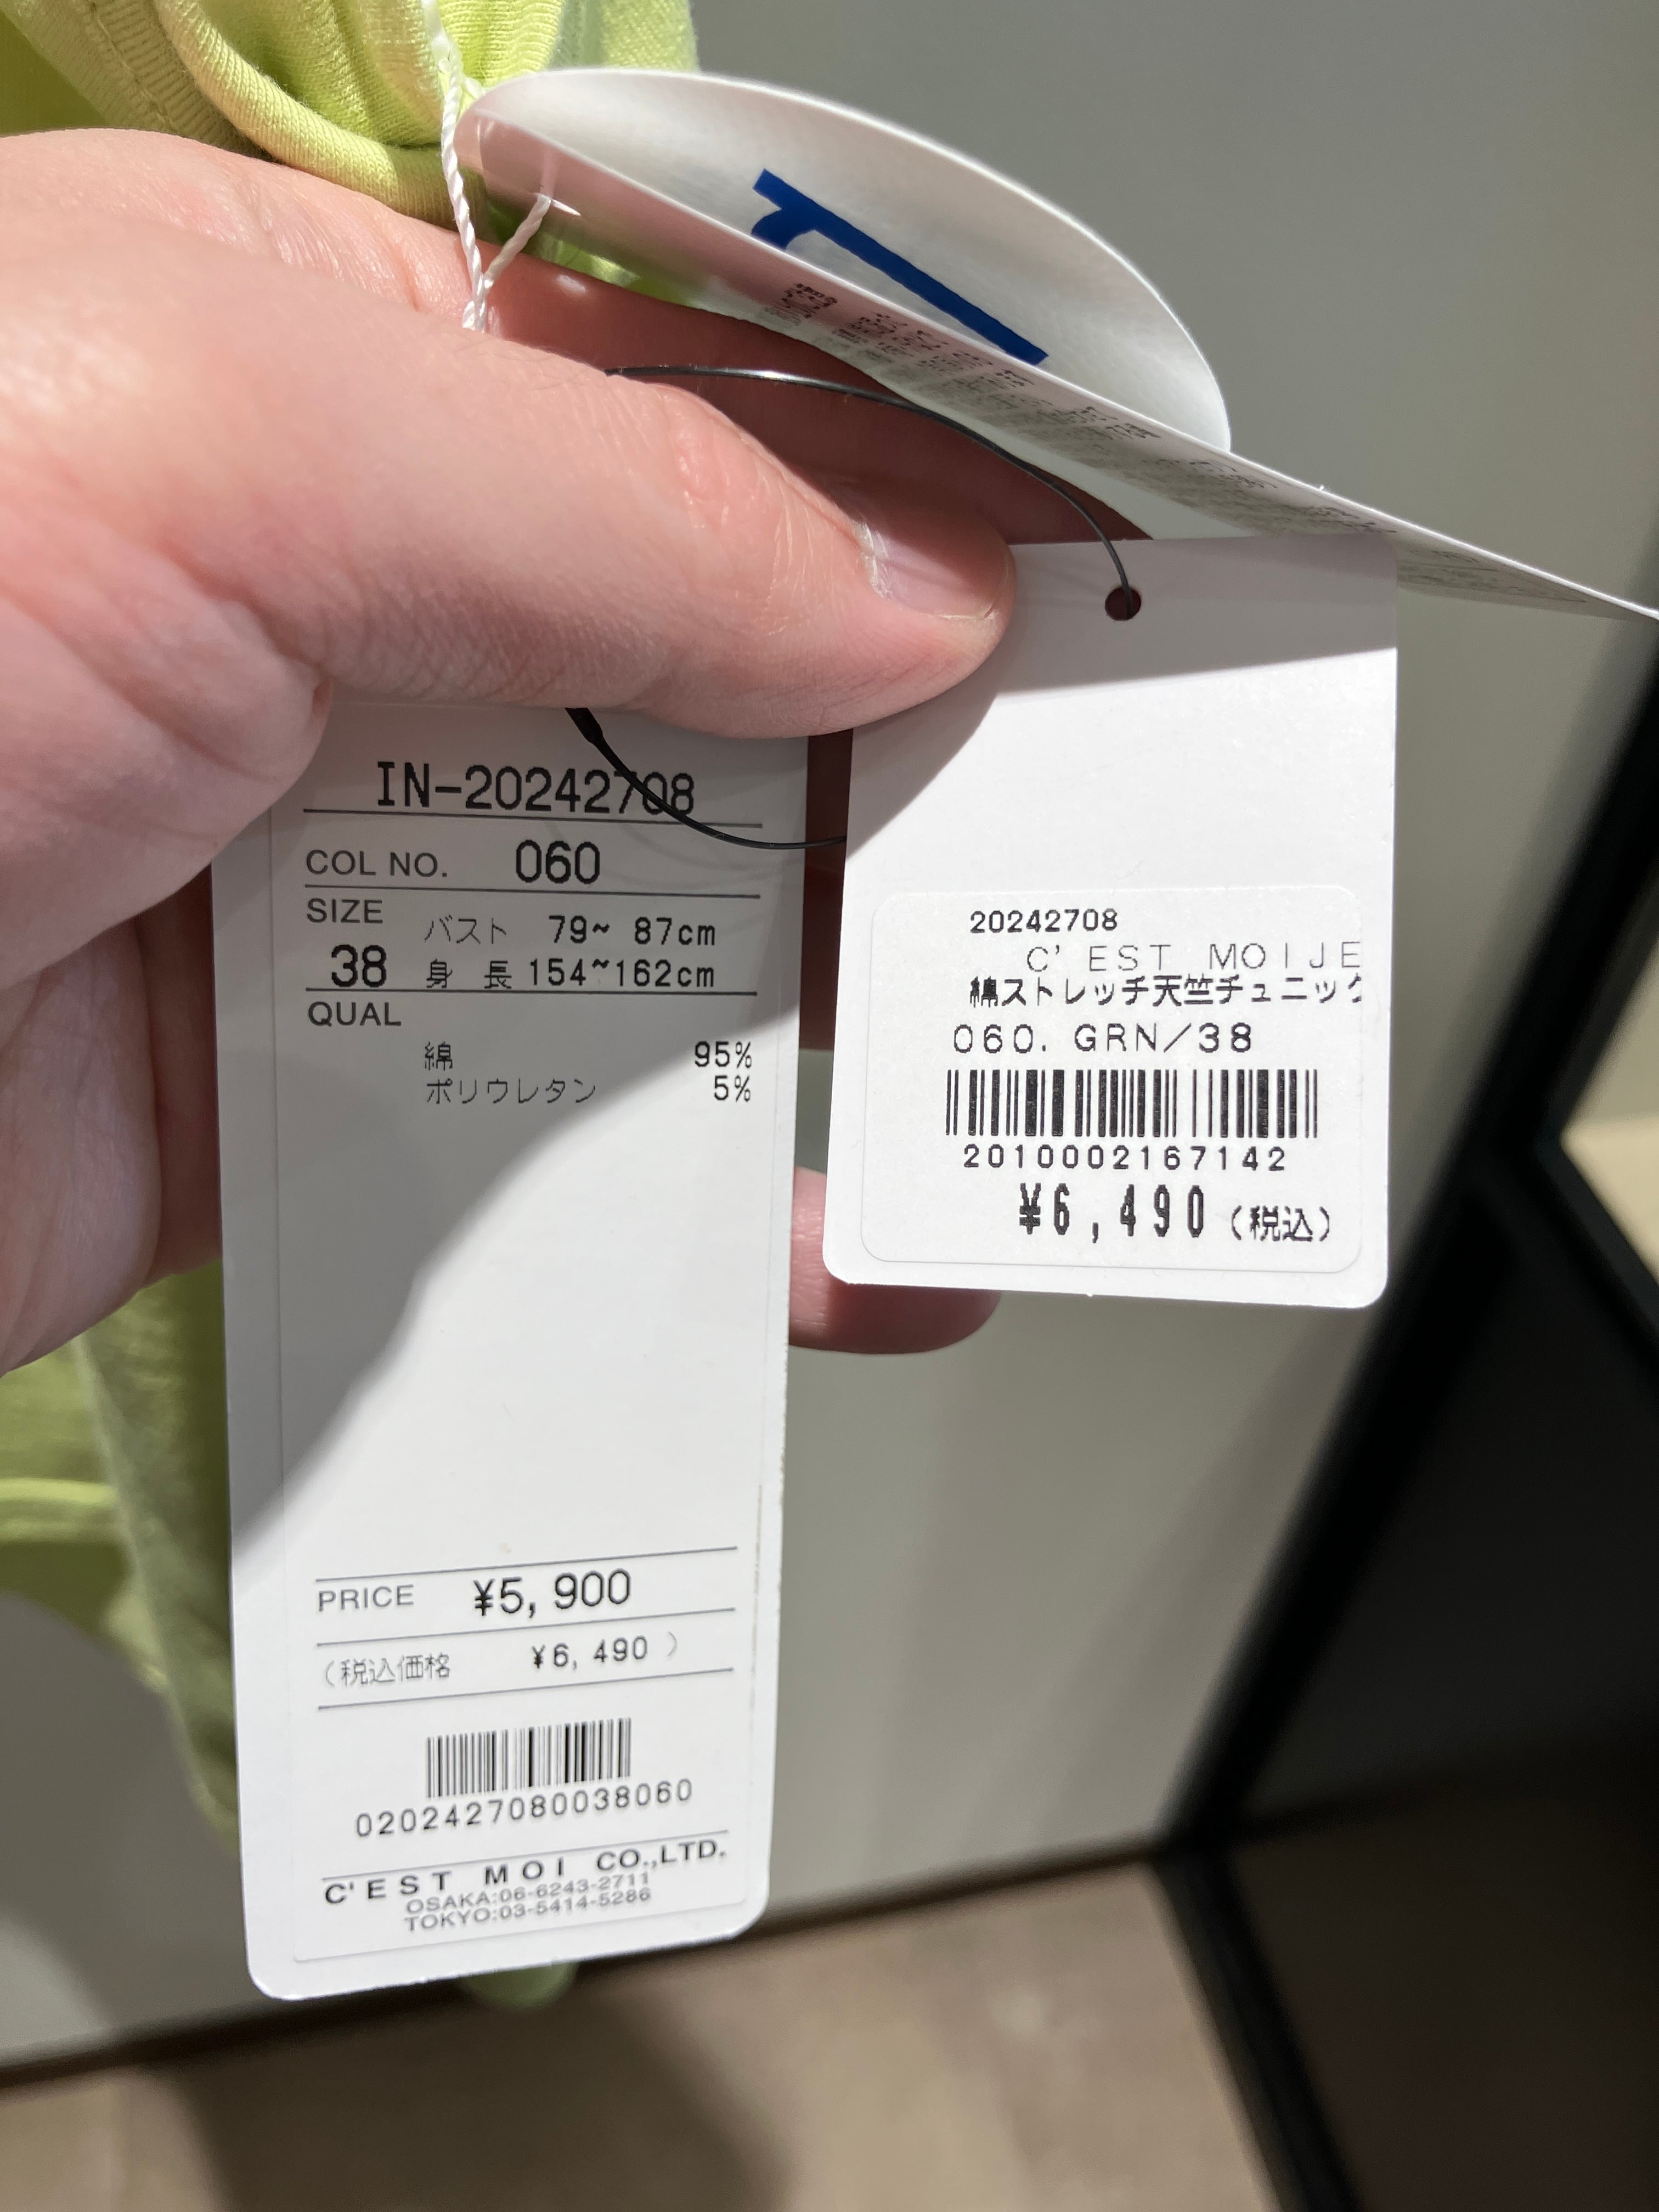 IN-20242708
COL NO. 060
SIZE
38
バスト 79~ 87cm
身 長 154~162cm
QUAL
綿 95%
ポリウレタン 5%
PRICE ¥5,900
(税込価格 ¥6,490)
0202427080038060
C'EST MOI CO.,LTD.
OSAKA:06-6243-2711
TOKYO:03-5414-5286
20242708
C' EST MOIJE
綿ストレッチ天竺チュニック
060. GRN/38
2010002167142
¥6,490(税込)